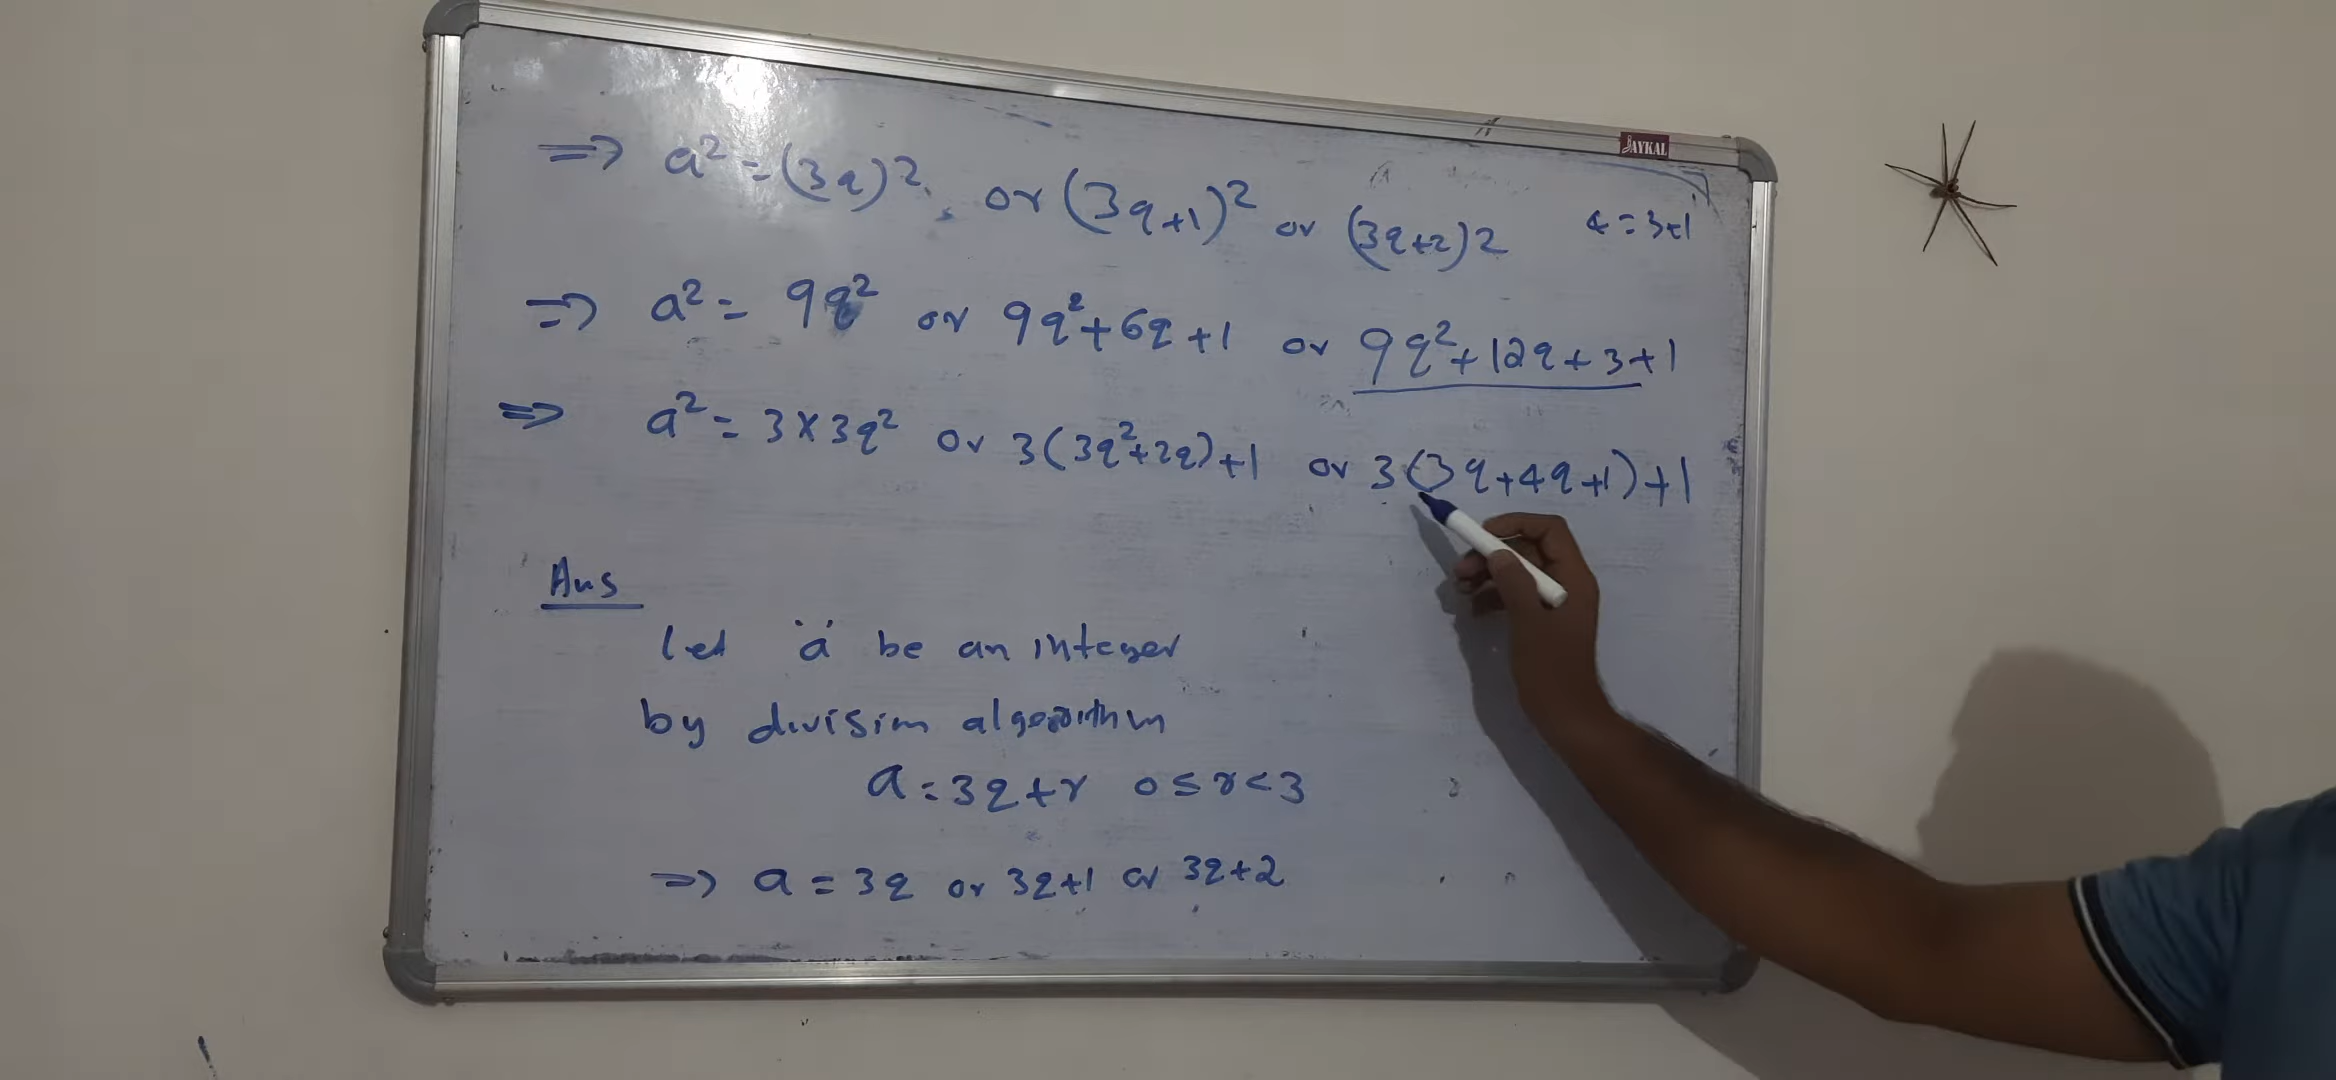 JAYKAL
⇒ a² = (3q)², or (3q+1)² or (3q+2)2
4 = 3+1
⇒ a² = 9q² or 9q²+6q+1 or 9q²+12q+3+1
⇒ a² = 3×3q² or 3(3q²+2q)+1 or 3(3q+4q+1)+1
Ans
let 'a' be an integer
by division algorithm
a = 3q+r 0≤r<3
⇒ a = 3q or 3q+1 or 3q+2